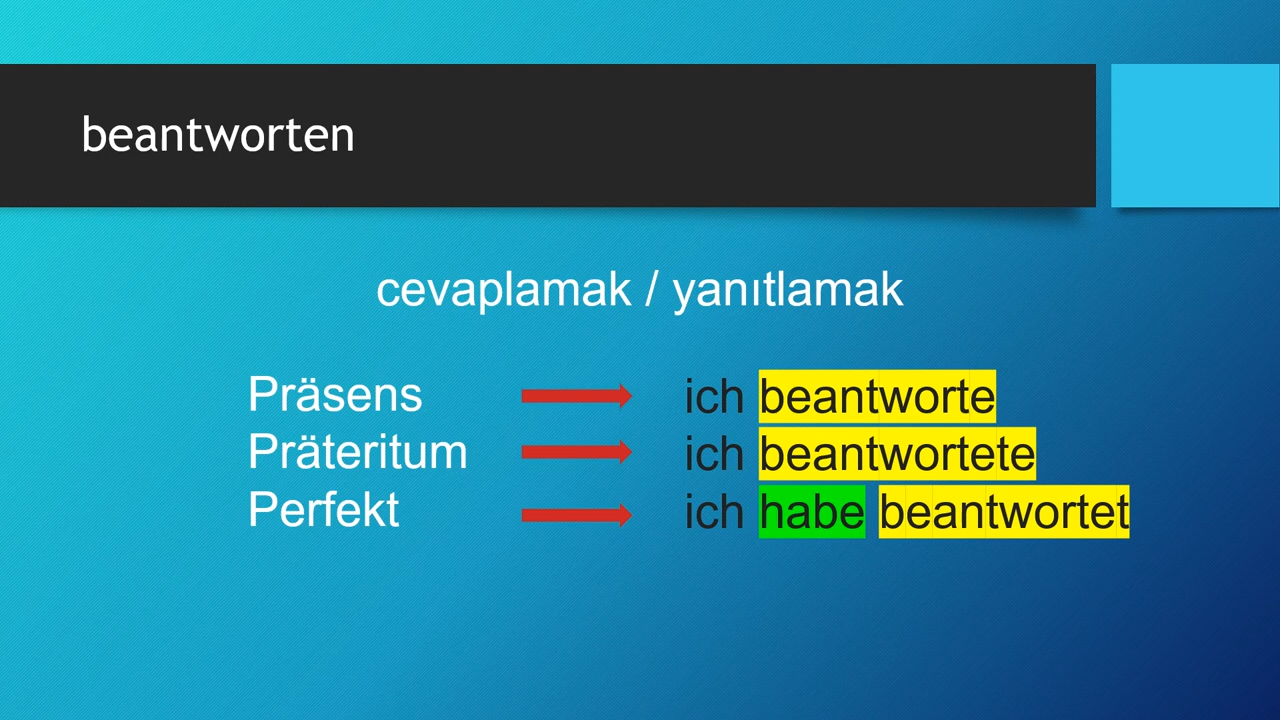 beantworten
cevaplamak / yanıtlamak
Präsens ich beantworte
Präteritum ich beantwortete
Perfekt ich habe beantwortet